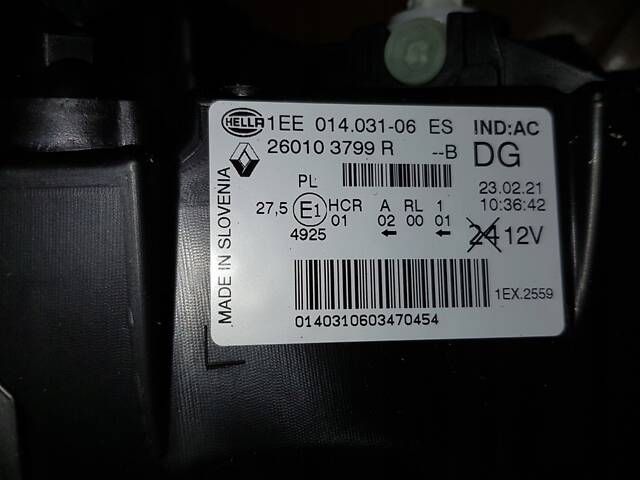 HELLA 1EE 014.031-06 ES IND:AC
26010 3799 R --B DG
PL 23.02.21
27,5 E1 HCR A RL 1 10:36:42
01 02 00 01
4925 ← ← 24 12V
MADE IN SLOVENIA
1EX.2559
0140310603470454